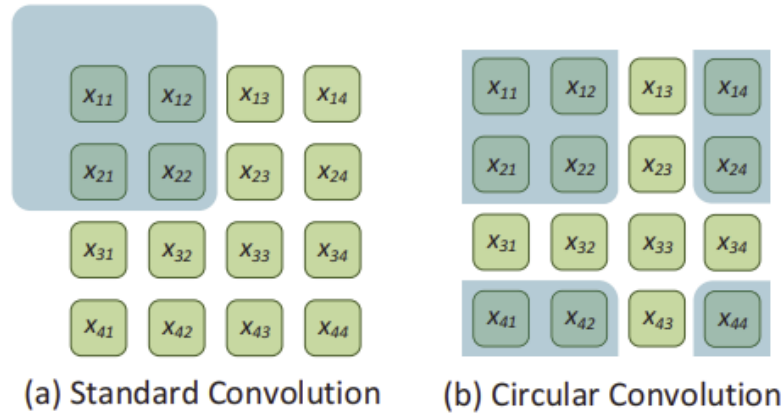 x11 x12 x13 x14 x11 x12 x13 x14
x21 x22 x23 x24 x21 x22 x23 x24
x31 x32 x33 x34 x31 x32 x33 x34
x41 x42 x43 x44 x41 x42 x43 x44
(a) Standard Convolution (b) Circular Convolution